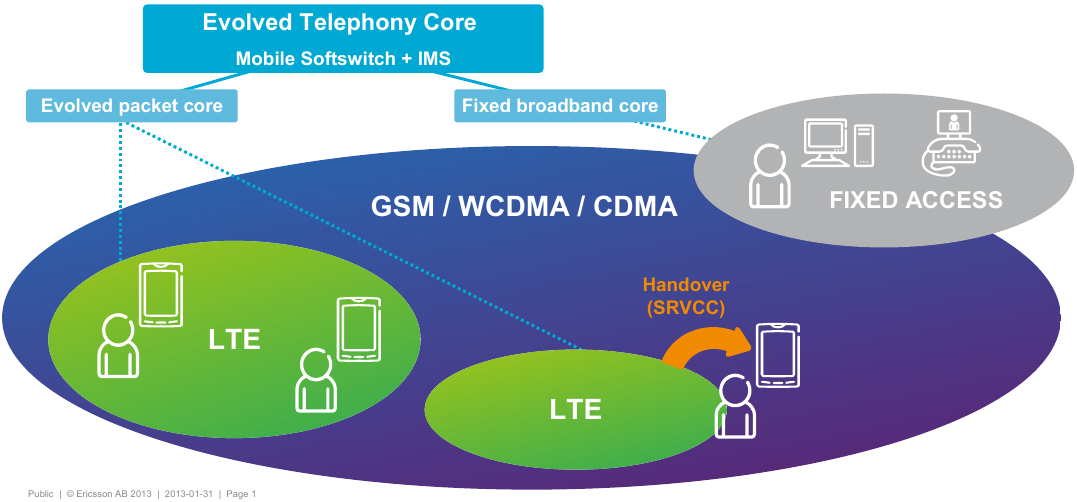 Evolved Telephony Core
Mobile Softswitch + IMS
Evolved packet core
Fixed broadband core
GSM / WCDMA / CDMA
FIXED ACCESS
Handover
(SRVCC)
LTE
LTE
Public | © Ericsson AB 2013 | 2013-01-31 | Page 1